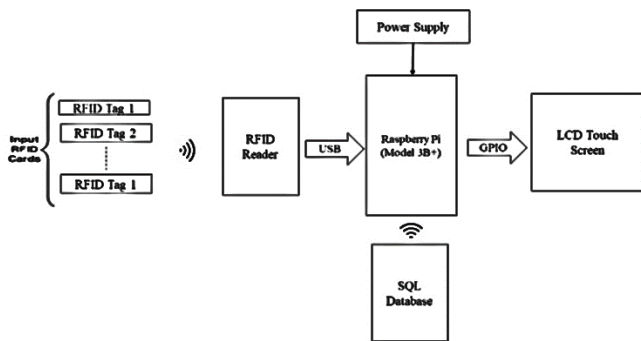 Power Supply
Input
RFID
Cards
RFID Tag 1
RFID Tag 2
RFID Tag 1
RFID
Reader
USB
Raspberry Pi
(Model 3B+)
GPIO
LCD Touch
Screen
SQL
Database